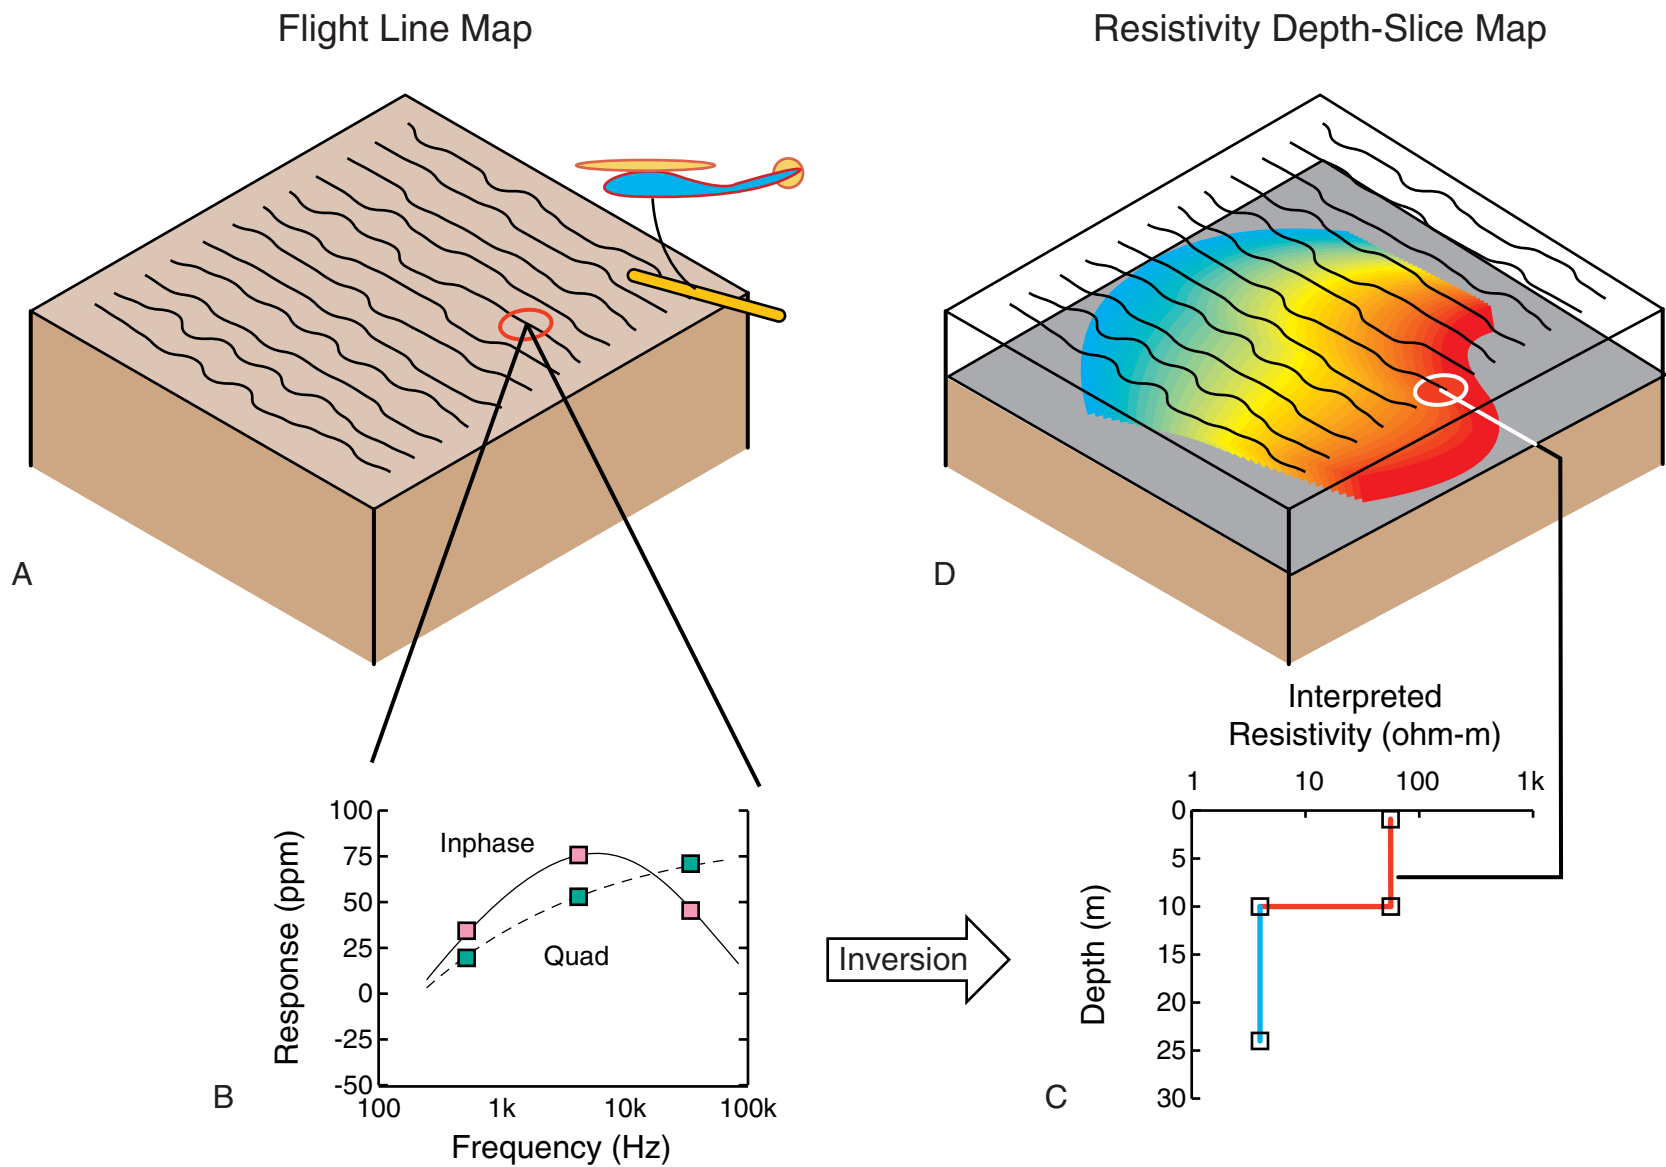 Flight Line Map
Resistivity Depth-Slice Map
A
D
Interpreted
Resistivity (ohm-m)
1 10 100 1k
0
5
10
15
20
25
30
Depth (m)
C
Inversion
Response (ppm)
100
75
50
25
0
-25
-50
Inphase
Quad
100 1k 10k 100k
Frequency (Hz)
B